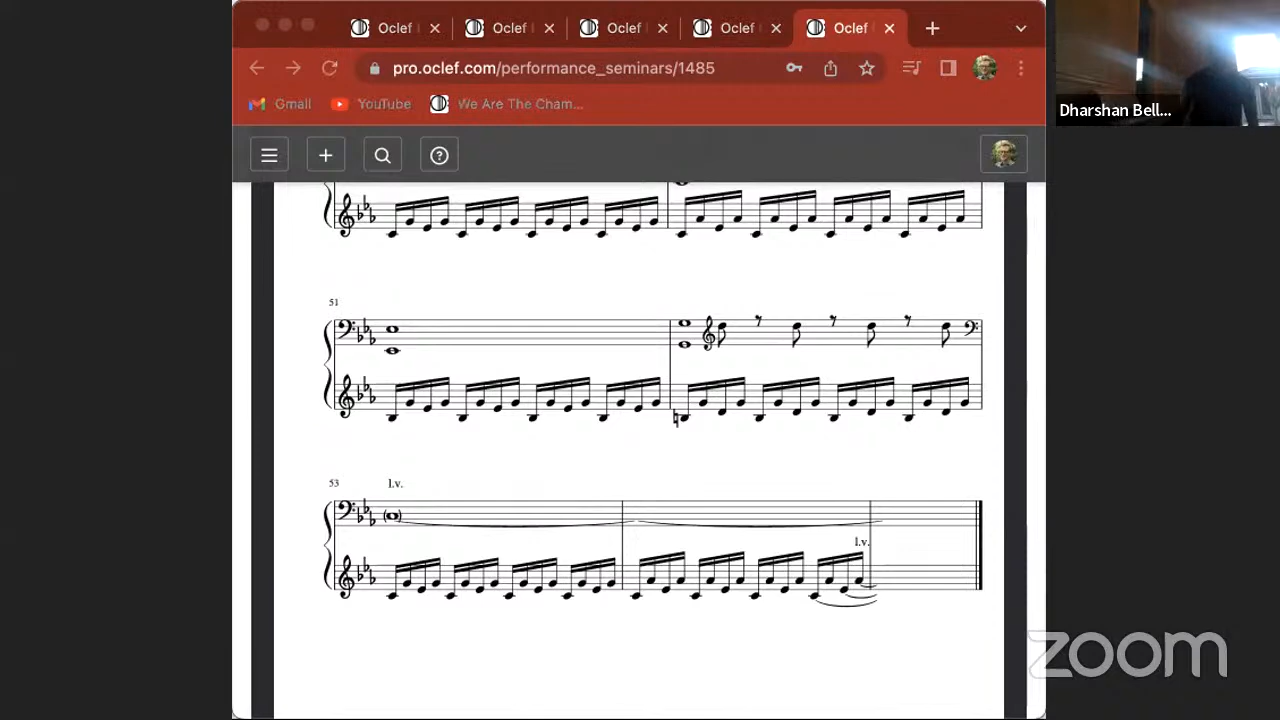 Oclef Oclef Oclef Oclef Oclef
pro.oclef.com/performance_seminars/1485
Gmail YouTube We Are The Cham...
Dharshan Bell...
51
53
l.v.
l.v.
zoom